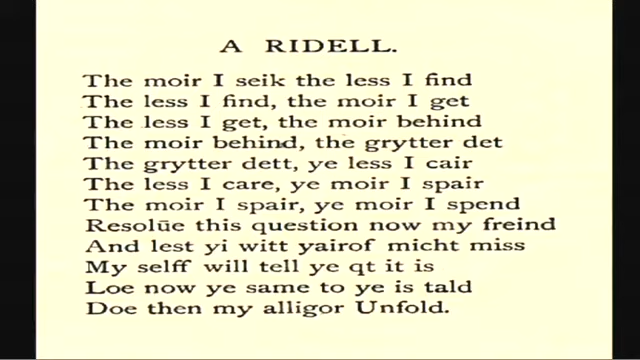 A RIDELL.
The moir I seik the less I find
The less I find, the moir I get
The less I get, the moir behind
The moir behind, the grytter det
The grytter dett, ye less I cair
The less I care, ye moir I spair
The moir I spair, ye moir I spend
Resolūe this question now my freind
And lest yi witt yairof micht miss
My selff will tell ye qt it is
Loe now ye same to ye is tald
Doe then my alligor Unfold.